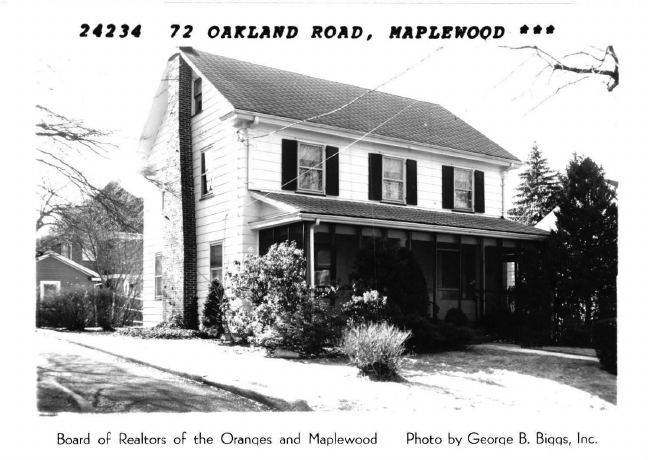 24234 72 OAKLAND ROAD, MAPLEWOOD ***
Board of Realtors of the Oranges and Maplewood Photo by George B. Biggs, Inc.